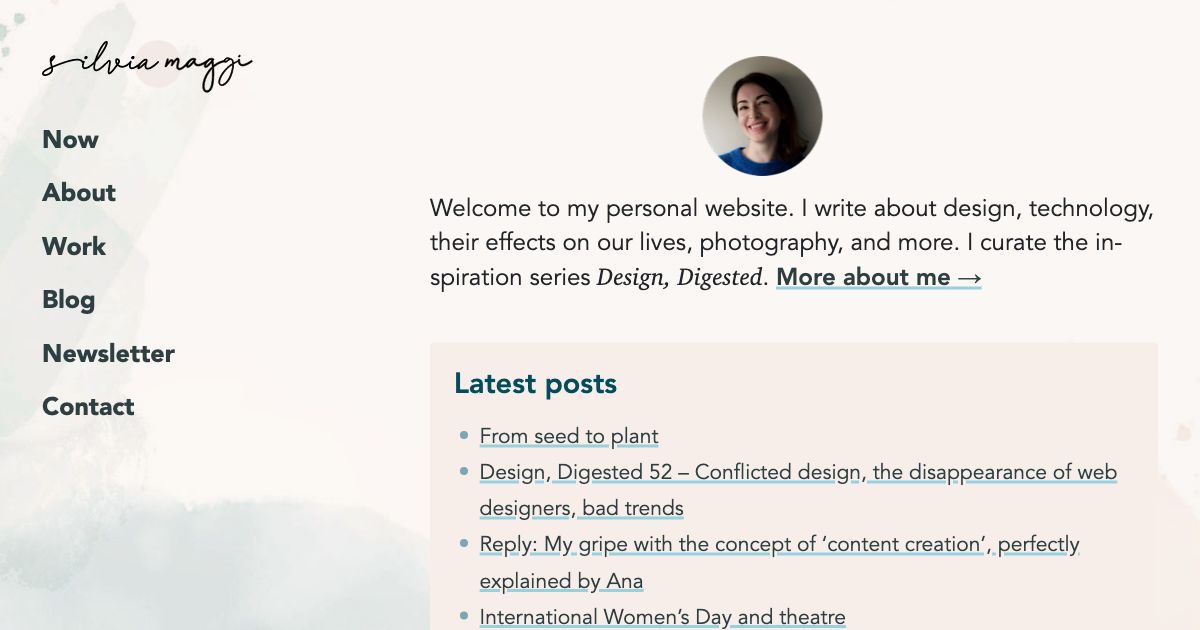 silvia maggi
Now
About
Work
Blog
Newsletter
Contact
Welcome to my personal website. I write about design, technology,
their effects on our lives, photography, and more. I curate the in-
spiration series Design, Digested. More about me →
Latest posts
From seed to plant
Design, Digested 52 – Conflicted design, the disappearance of web
designers, bad trends
Reply: My gripe with the concept of ‘content creation’, perfectly
explained by Ana
International Women’s Day and theatre